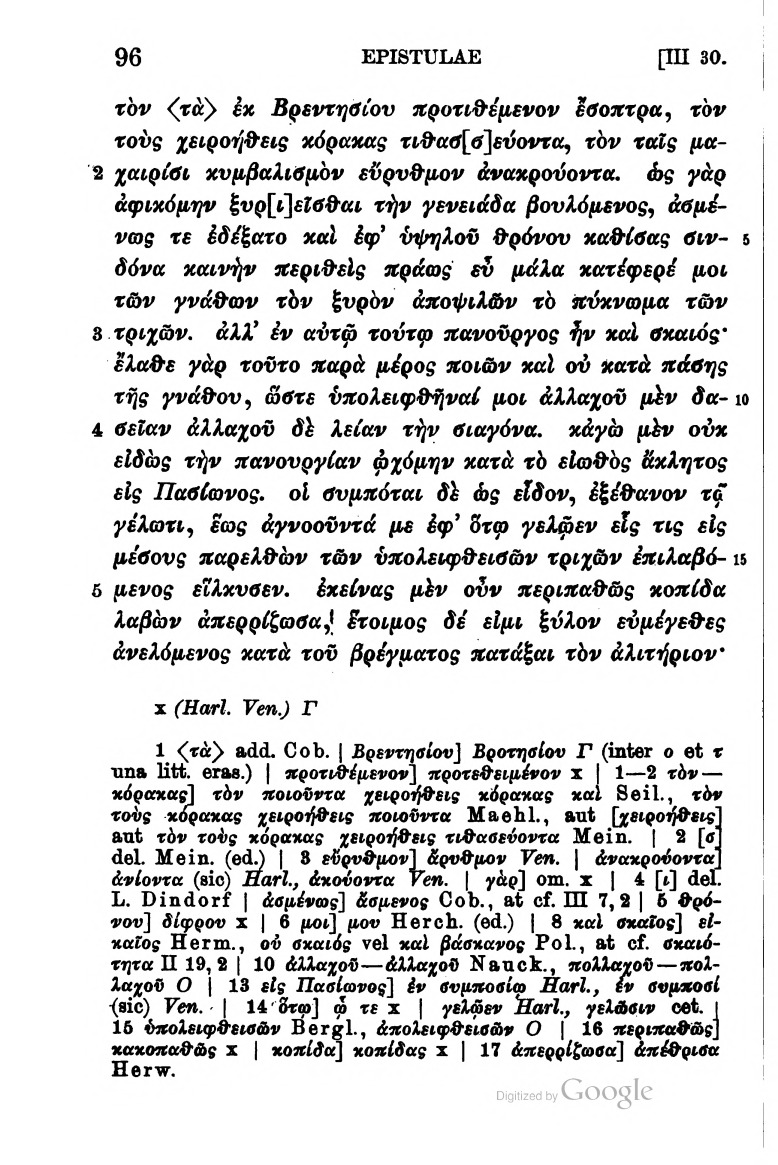 96 EPISTULAE [III 30.
τὸν ⟨τὰ⟩ ἐκ Βρεντησίου προτιθέμενον ἔσοπτρα, τὸν
τοὺς χειροήθεις κόρακας τιθασ[σ]εύοντα, τὸν ταῖς μα-
2 χαιρίσι κυμβαλισμὸν εὔρυθμον ἀνακρούοντα. ὡς γὰρ
ἀφικόμην ξυρ[ι]εῖσθαι τὴν γενειάδα βουλόμενος, ἀσμέ-
νως τε ἐδέξατο καὶ ἐφ' ὑψηλοῦ θρόνου καθίσας σιν- 5
δόνα καινὴν περιθεὶς πράως εὖ μάλα κατέφερέ μοι
τῶν γνάθων τὸν ξυρὸν ἀποψιλῶν τὸ πύκνωμα τῶν
3 τριχῶν. ἀλλ' ἐν αὐτῷ τούτῳ πανοῦργος ἦν καὶ σκαιός·
ἔλαθε γὰρ τοῦτο παρὰ μέρος ποιῶν καὶ οὐ κατὰ πάσης
τῆς γνάθου, ὥστε ὑπολειφθῆναί μοι ἀλλαχοῦ μὲν δα- 10
4 σεῖαν ἀλλαχοῦ δὲ λείαν τὴν σιαγόνα. κἀγὼ μὲν οὐκ
εἰδὼς τὴν πανουργίαν ᾠχόμην κατὰ τὸ εἰωθὸς ἄκλητος
εἰς Πασίωνος. οἱ συμπόται δὲ ὡς εἶδον, ἐξέθανον τῷ
γέλωτι, ἕως ἀγνοοῦντά με ἐφ' ὅτῳ γελῷεν εἷς τις εἰς
μέσους παρελθὼν τῶν ὑπολειφθεισῶν τριχῶν ἐπιλαβό- 15
5 μενος εἵλκυσεν. ἐκείνας μὲν οὖν περιπαθῶς κοπίδα
λαβὼν ἀπερρίζωσα, ἕτοιμος δέ εἰμι ξύλον εὐμέγεθες
ἀνελόμενος κατὰ τοῦ βρέγματος πατάξαι τὸν ἀλιτήριον·
x (Harl. Ven.) Γ
1 ⟨τὰ⟩ add. Cob. | Βρεντησίου] Βροτησίου Γ (inter ο et τ
una litt. eras.) | προτιθέμενον] προτεθειμένον x | 1—2 τὸν—
κόρακας] τὸν ποιοῦντα χειροήθεις κόρακας καὶ Seil., τὸν
τοὺς κόρακας χειροήθεις ποιοῦντα Maehl., aut [χειροήθεις]
aut τὸν τοὺς κόρακας χειροήθεις τιθασεύοντα Mein. | 2 [σ]
del. Mein. (ed.) | 3 εὔρυθμον] ἄρυθμον Ven. | ἀνακρούοντα]
ἀνίοντα (sic) Harl., ἀκούοντα Ven. | γὰρ] om. x | 4 [ι] del.
L. Dindorf | ἀσμένως] ἄσμενος Cob., at cf. III 7, 2 | 5 θρό-
νου] δίφρου x | 6 μοι] μου Herch. (ed.) | 8 καὶ σκαῖος] εἰ-
καῖος Herm., οὐ σκαιός vel καὶ βάσκανος Pol., at cf. σκαιό-
τητα II 19, 2 | 10 ἀλλαχοῦ—ἀλλαχοῦ Nauck., πολλαχοῦ—πολ-
λαχοῦ O | 13 εἰς Πασίωνος] ἐν συμποσίῳ Harl., ἐν συμποσί
(sic) Ven. | 14 ὅτῳ] ᾧ τε x | γελῷεν Harl., γελῶσιν cet. |
15 ὑπολειφθεισῶν Bergl., ἀπολειφθεισῶν O | 16 περιπαθῶς]
κακοπαθῶς x | κοπίδα] κοπίδας x | 17 ἀπερρίζωσα] ἀπέθρισα
Herw.
Digitized by Google